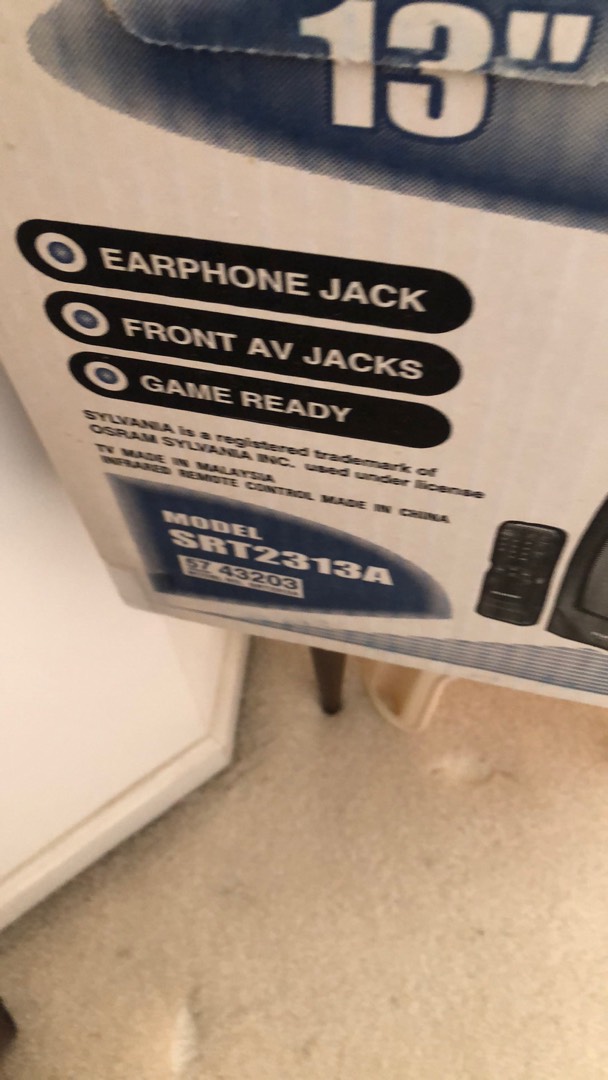 13"
EARPHONE JACK
FRONT AV JACKS
GAME READY
SYLVANIA is a registered trademark of
OSRAM SYLVANIA INC. used under license
TV MADE IN MALAYSIA
INFRARED REMOTE CONTROL MADE IN CHINA
MODEL
SRT2313A
57 43203